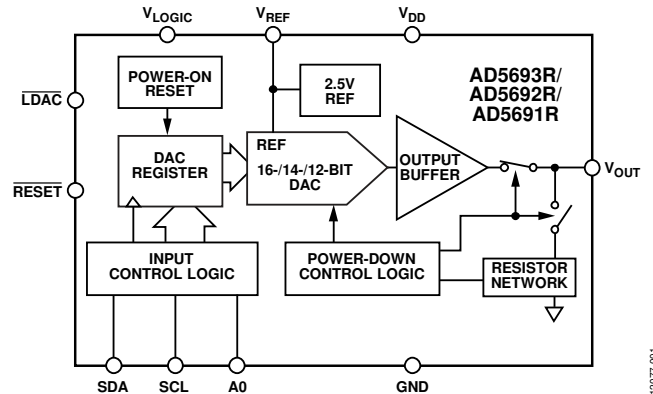 VLOGIC
VREF
VDD
LDAC
POWER-ON
RESET
2.5V
REF
AD5693R/
AD5692R/
AD5691R
REF
DAC
REGISTER
16-/14-/12-BIT
DAC
OUTPUT
BUFFER
VOUT
RESET
INPUT
CONTROL LOGIC
POWER-DOWN
CONTROL LOGIC
RESISTOR
NETWORK
SDA
SCL
A0
GND
12077-001